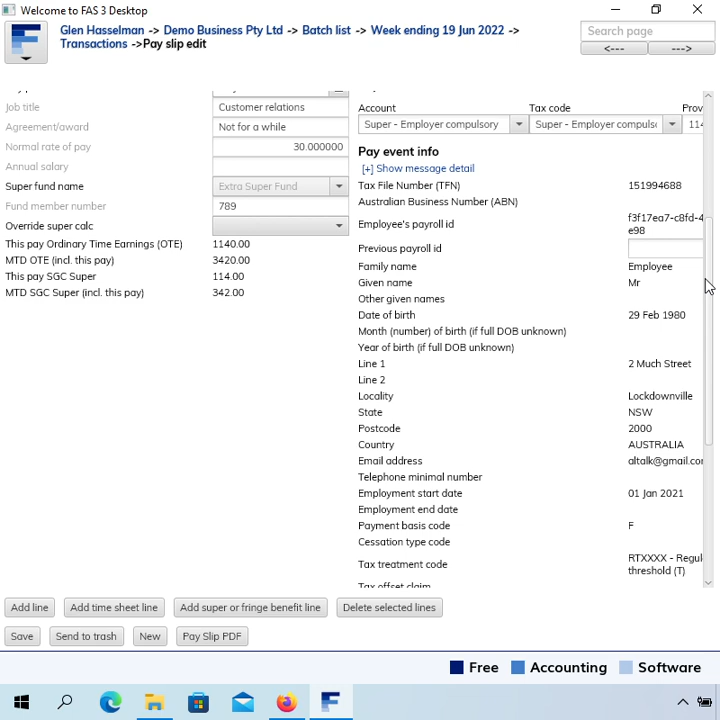 Welcome to FAS 3 Desktop
Glen Hasselman -> Demo Business Pty Ltd -> Batch list -> Week ending 19 Jun 2022 ->
Transactions ->Pay slip edit
Search page
<--- --->
Job title Customer relations
Agreement/award Not for a while
Normal rate of pay 30.000000
Annual salary
Super fund name Extra Super Fund
Fund member number 789
Override super calc
This pay Ordinary Time Earnings (OTE) 1140.00
MTD OTE (incl. this pay) 3420.00
This pay SGC Super 114.00
MTD SGC Super (incl. this pay) 342.00
Account Tax code Prov
Super - Employer compulsory Super - Employer compuls 114
Pay event info
[+] Show message detail
Tax File Number (TFN) 151994688
Australian Business Number (ABN)
Employee's payroll id f3f17ea7-c8fd-4
e98
Previous payroll id
Family name Employee
Given name Mr
Other given names
Date of birth 29 Feb 1980
Month (number) of birth (if full DOB unknown)
Year of birth (if full DOB unknown)
Line 1 2 Much Street
Line 2
Locality Lockdownville
State NSW
Postcode 2000
Country AUSTRALIA
Email address altalk@gmail.co
Telephone minimal number
Employment start date 01 Jan 2021
Employment end date
Payment basis code F
Cessation type code
Tax treatment code RTXXXX - Regul
threshold (T)
Tax offset claim
Add line Add time sheet line Add super or fringe benefit line Delete selected lines
Save Send to trash New Pay Slip PDF
Free Accounting Software